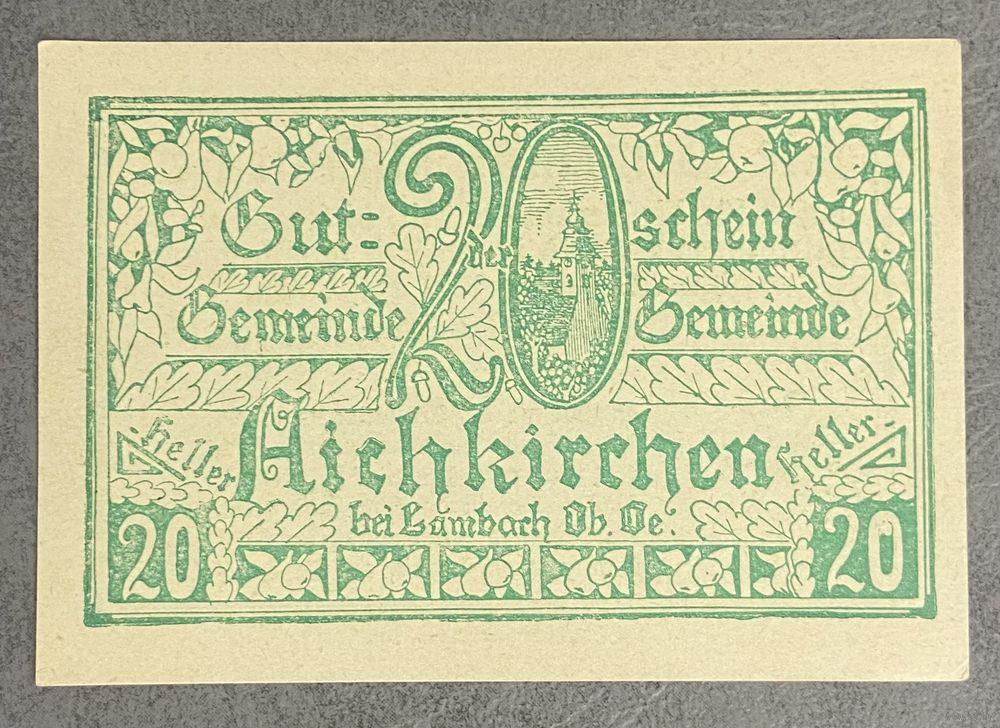 Gut= 20 schein
der
Gemeinde Gemeinde
Heller Aichkirchen Heller
bei Lambach Ob. Oe.
20 20